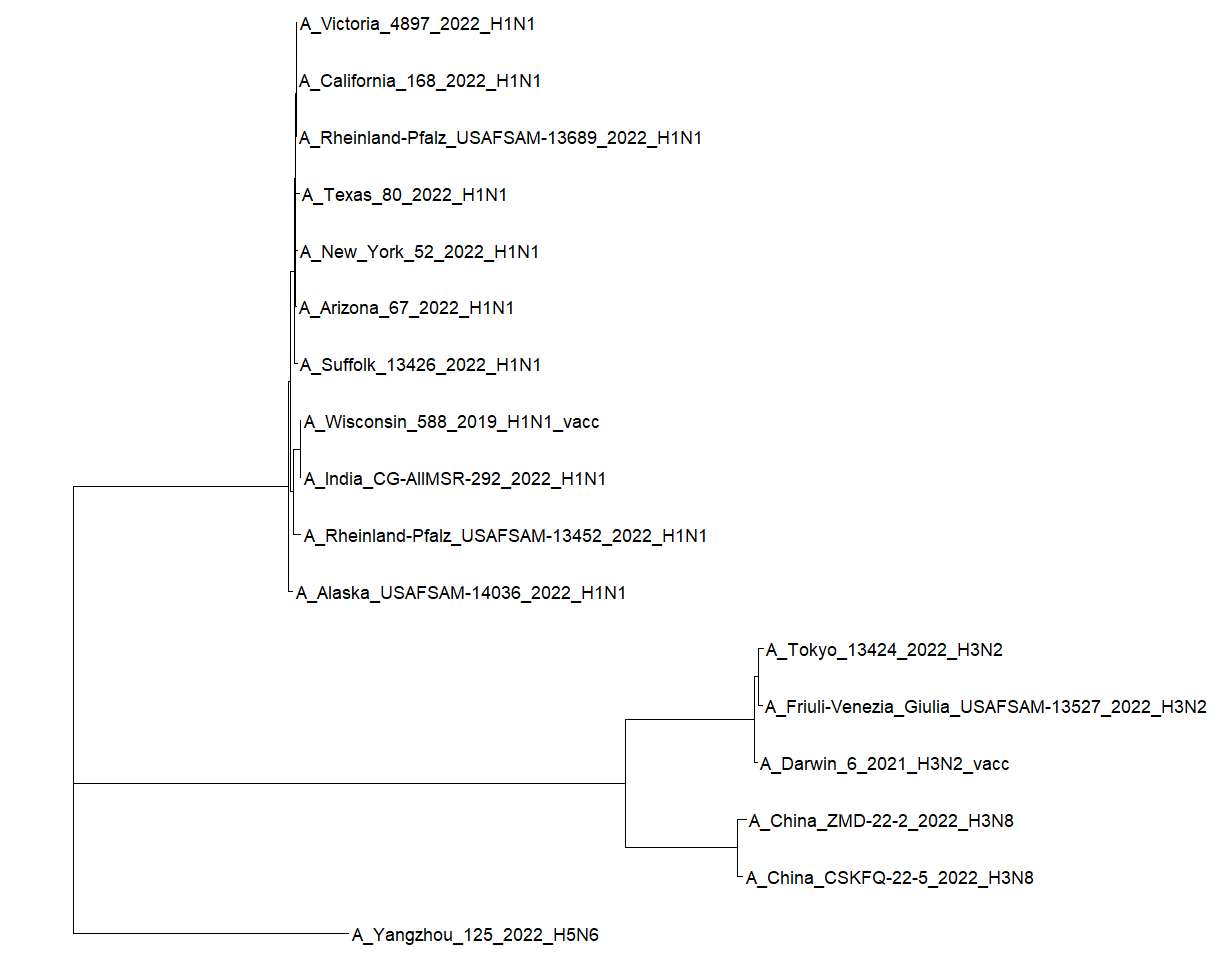 A_Victoria_4897_2022_H1N1
A_California_168_2022_H1N1
A_Rheinland-Pfalz_USAFSAM-13689_2022_H1N1
A_Texas_80_2022_H1N1
A_New_York_52_2022_H1N1
A_Arizona_67_2022_H1N1
A_Suffolk_13426_2022_H1N1
A_Wisconsin_588_2019_H1N1_vacc
A_India_CG-AIIMSR-292_2022_H1N1
A_Rheinland-Pfalz_USAFSAM-13452_2022_H1N1
A_Alaska_USAFSAM-14036_2022_H1N1
A_Tokyo_13424_2022_H3N2
A_Friuli-Venezia_Giulia_USAFSAM-13527_2022_H3N2
A_Darwin_6_2021_H3N2_vacc
A_China_ZMD-22-2_2022_H3N8
A_China_CSKFQ-22-5_2022_H3N8
A_Yangzhou_125_2022_H5N6